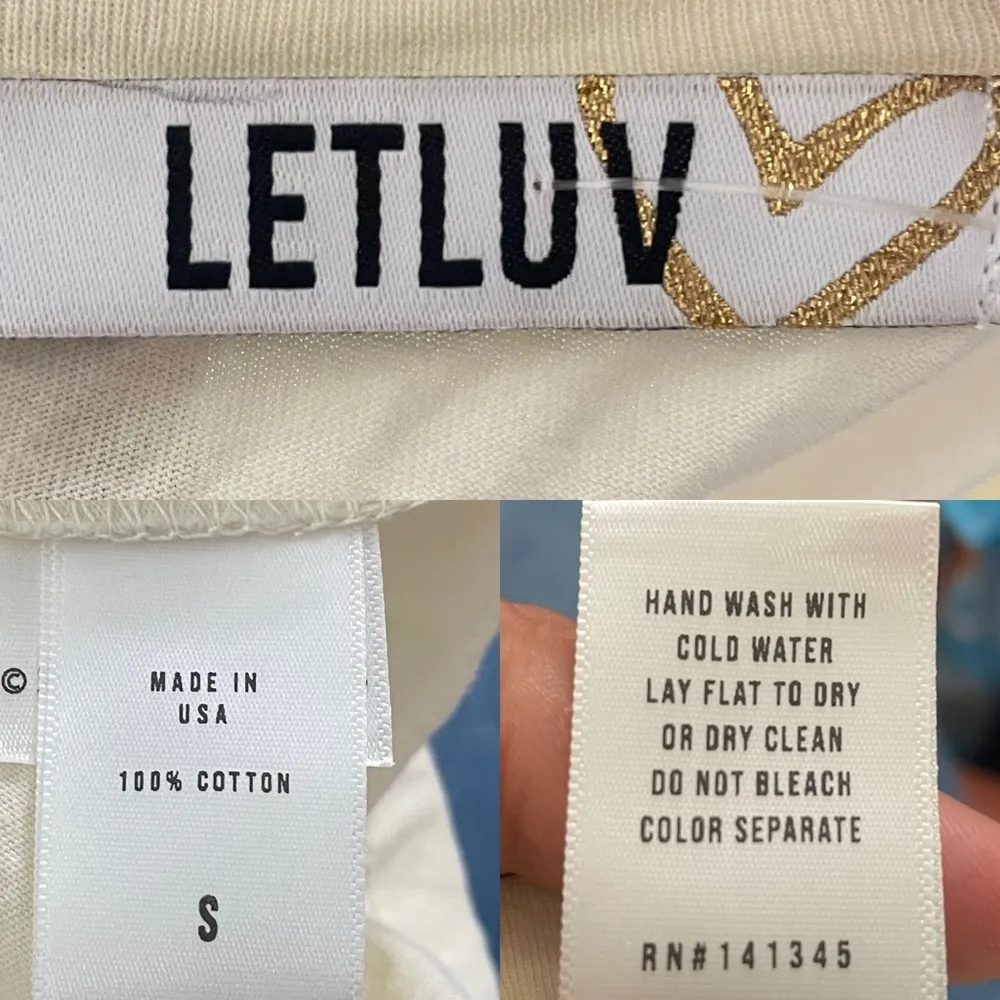 LETLUV
©
MADE IN
USA
100% COTTON
S
HAND WASH WITH
COLD WATER
LAY FLAT TO DRY
OR DRY CLEAN
DO NOT BLEACH
COLOR SEPARATE
RN#141345